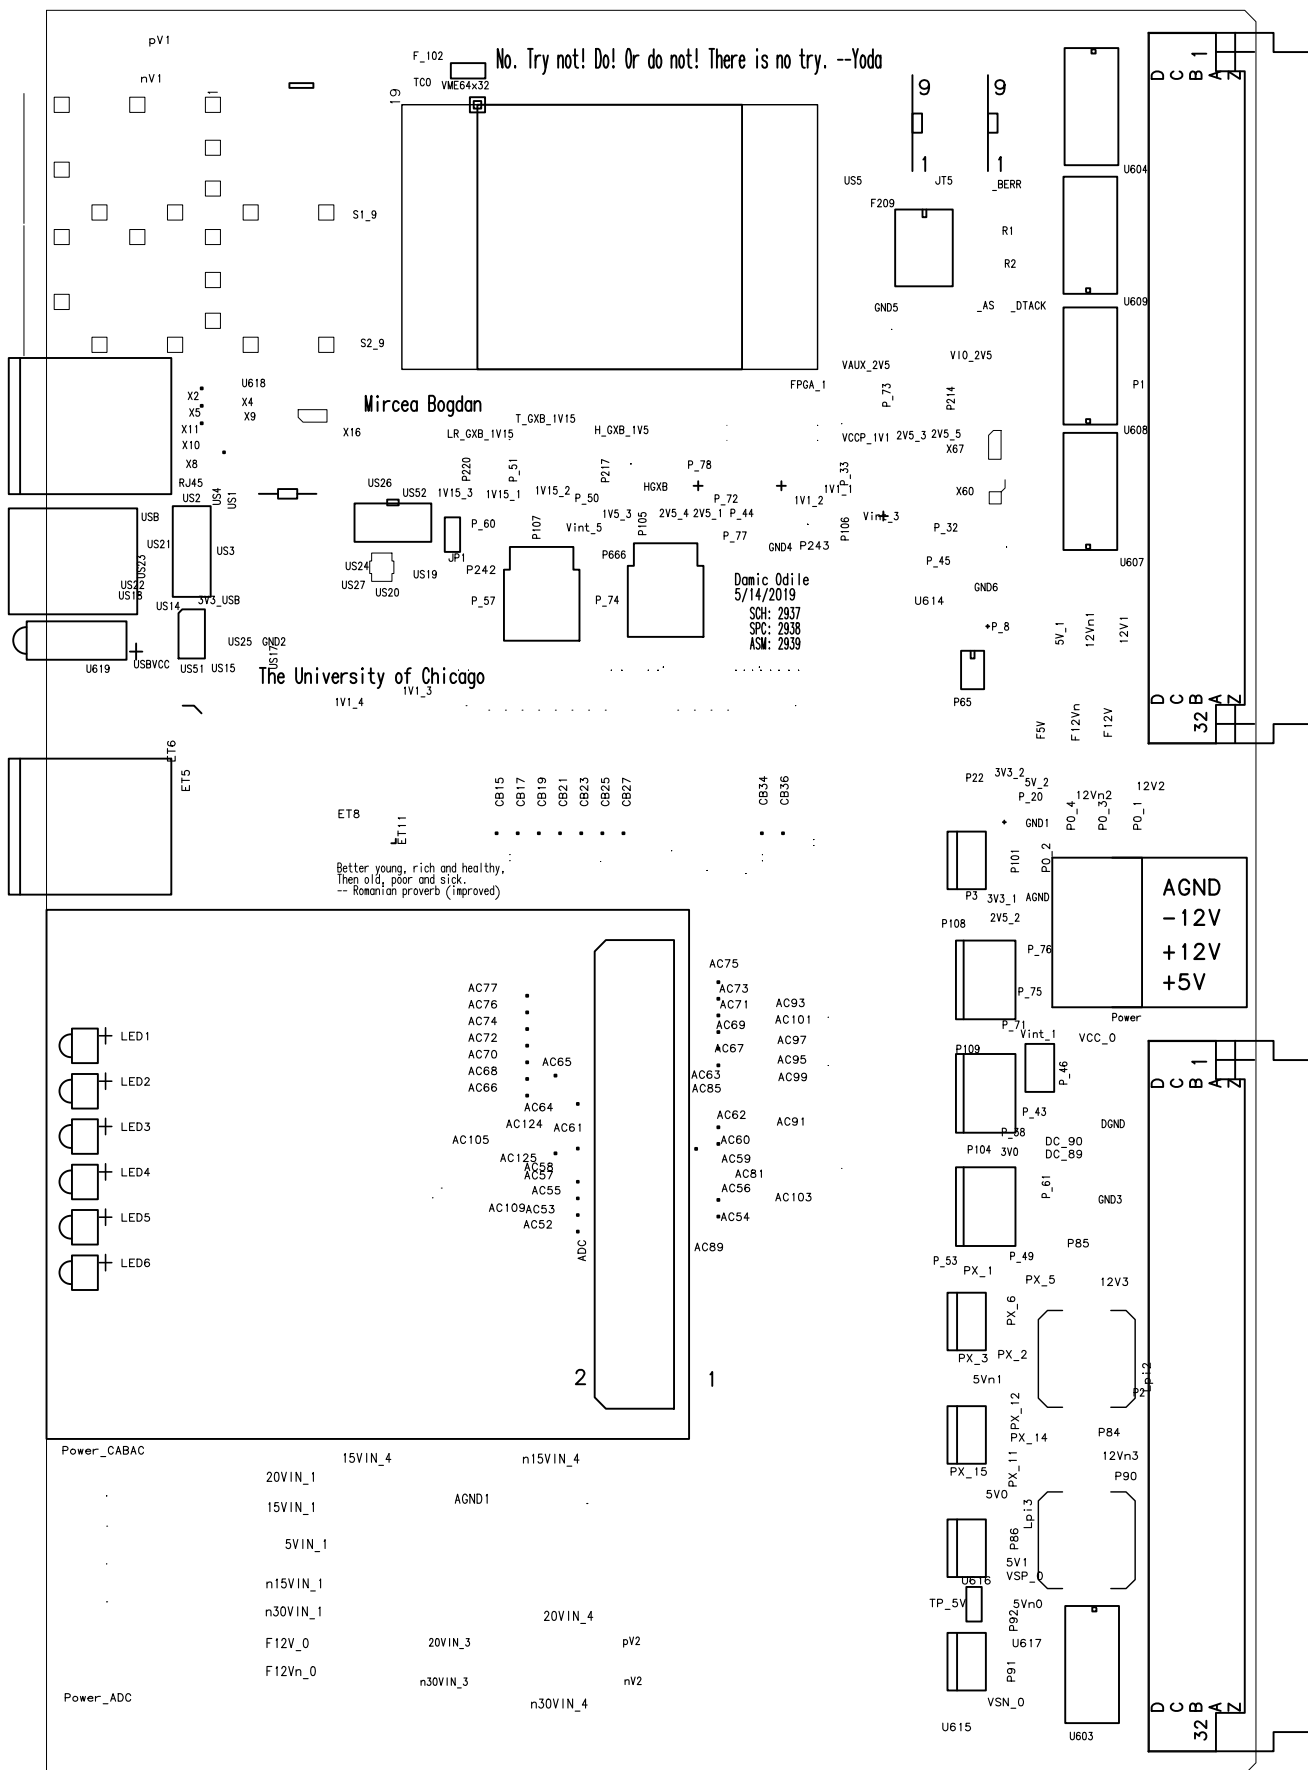 pV1
F_102
No. Try not! Do! Or do not! There is no try. --Yoda
nV1
TCO
VME64x32
1
19
9
9
1
1
D C B A Z
1
U604
US5
JT5
_BERR
F209
S1_9
R1
R2
U609
GND5
_AS
_DTACK
S2_9
VAUX_2V5
VIO_2V5
FPGA_1
P1
U618
X2
X4
X5
X9
X11
X10
X8
X16
Mircea Bogdan
T_GXB_1V15
LR_GXB_1V15
H_GXB_1V5
P_73
P214
VCCP_1V1
2V5_3
2V5_5
X67
U608
RJ45
US2
US4
US1
US26
US52
P220
P_51
P217
P_78
P_33
HGXB
1V15_3
1V15_1
1V15_2
P_50
P_72
1V1_2
1V1_1
X60
USB
US21
US3
P_60
P107
Vint_5
1V5_3
P105
2V5_4
2V5_1
P_44
P_77
Vint_3
P106
P_32
GND4
P243
P_45
U607
US23
US22
US18
US24
US27
US20
US19
JP1
P242
P666
GND6
US14
3V3_USB
P_57
P_74
Damic Odile
5/14/2019
SCH: 2937
SPC: 2938
ASM: 2939
U614
P_8
5V_1
12Vn1
12V1
US25
GND2
US17
U619
USBVCC
US51
US15
The University of Chicago
1V1_4
1V1_3
P65
D C B A Z
32
F5V
F12Vn
F12V
ET6
ET5
ET8
ET11
CB15
CB17
CB19
CB21
CB23
CB25
CB27
CB34
CB36
P22
3V3_2
5V_2
P_20
12Vn2
12V2
GND1
PO_4
PO_3
PO_1
P101
PO_2
Better young, rich and healthy,
Then old, poor and sick.
-- Romanian proverb (improved)
P3
3V3_1
AGND
2V5_2
P108
AGND
-12V
+12V
+5V
P_76
P_75
P_71
Power
Vint_1
VCC_0
AC75
AC77
AC76
AC74
AC72
AC70
AC68
AC66
AC65
AC64
AC124
AC61
AC105
AC125
AC58
AC57
AC55
AC109
AC53
AC52
ADC
AC73
AC71
AC69
AC67
AC63
AC85
AC62
AC60
AC59
AC81
AC56
AC54
AC89
AC93
AC101
AC97
AC95
AC99
AC91
AC103
LED1
LED2
LED3
LED4
LED5
LED6
P109
P_46
D C B A Z
1
P_43
P_38
P104
3V0
DGND
DC_90
DC_89
P_61
GND3
P85
P_53
P_49
PX_1
PX_5
12V3
PX_6
PX_3
PX_2
5Vn1
Lpi2
P2
2
1
PX_12
PX_14
P84
12Vn3
PX_15
PX_11
P90
5V0
Lpi3
P86
5V1
VSP_0
U616
TP_5V
5Vn0
P92
U617
P91
VSN_0
U615
U603
D C B A Z
32
Power_CABAC
15VIN_4
n15VIN_4
20VIN_1
15VIN_1
AGND1
5VIN_1
n15VIN_1
n30VIN_1
20VIN_4
F12V_0
20VIN_3
pV2
F12Vn_0
n30VIN_3
nV2
Power_ADC
n30VIN_4